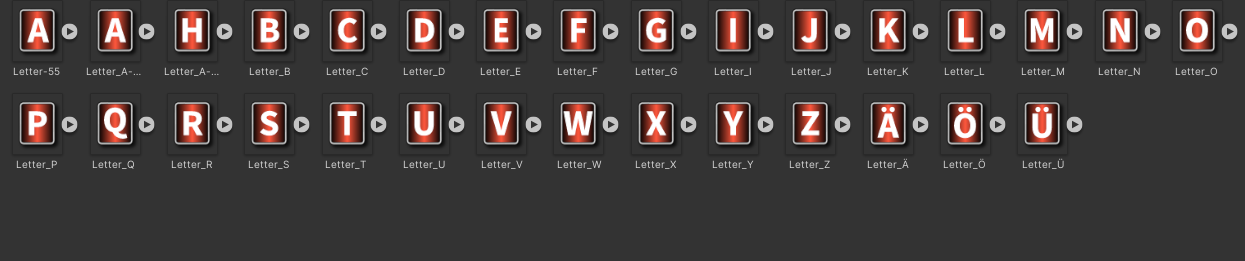 A A H B C D E F G I J K L M N O
Letter-55 Letter_A-... Letter_A-... Letter_B Letter_C Letter_D Letter_E Letter_F Letter_G Letter_I Letter_J Letter_K Letter_L Letter_M Letter_N Letter_O
P Q R S T U V W X Y Z Ä Ö Ü
Letter_P Letter_Q Letter_R Letter_S Letter_T Letter_U Letter_V Letter_W Letter_X Letter_Y Letter_Z Letter_Ä Letter_Ö Letter_Ü